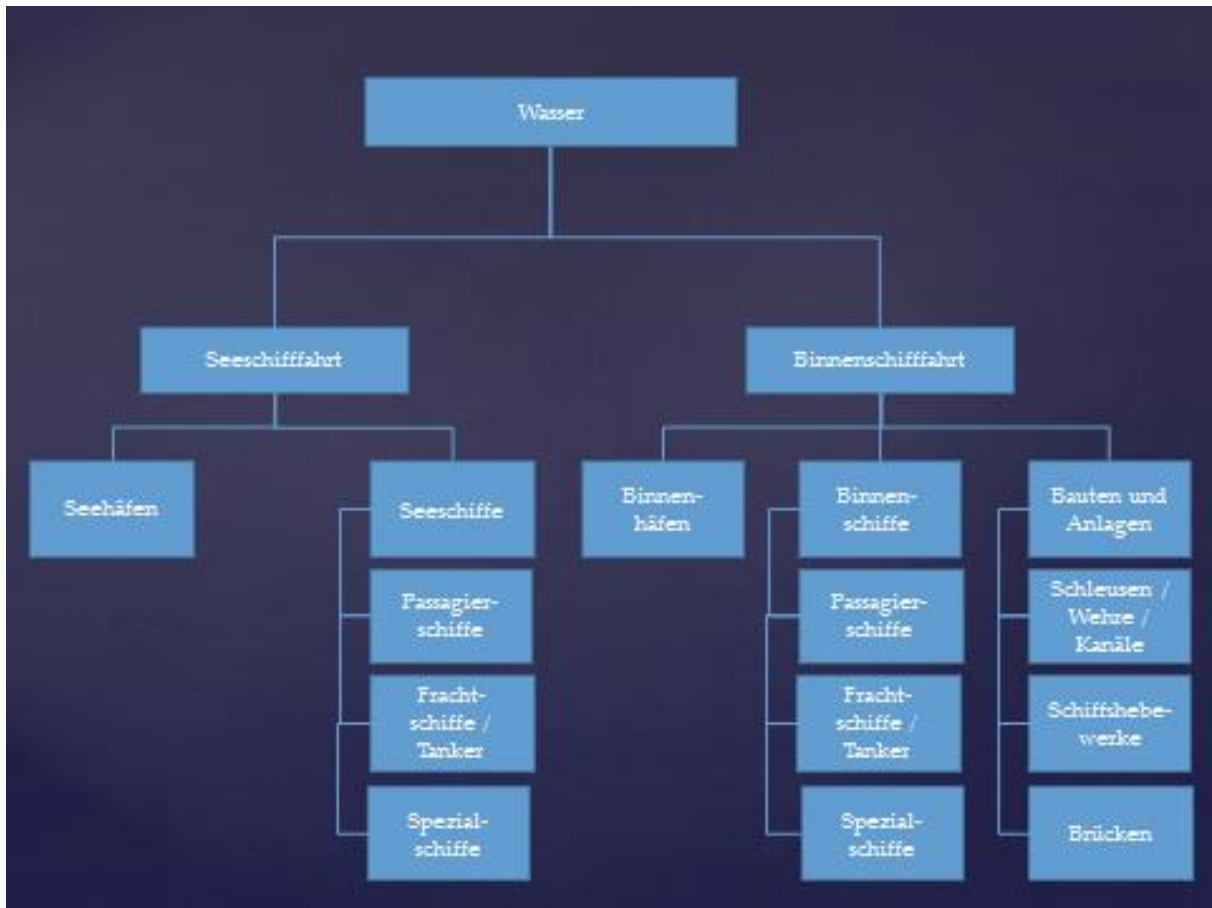 Wasser
Seeschifffahrt
Binnenschifffahrt
Seehäfen
Seeschiffe
Passagier-
schiffe
Fracht-
schiffe /
Tanker
Spezial-
schiffe
Binnen-
häfen
Binnen-
schiffe
Passagier-
schiffe
Fracht-
schiffe /
Tanker
Spezial-
schiffe
Bauten und
Anlagen
Schleusen /
Wehre /
Kanäle
Schiffshebe-
werke
Brücken